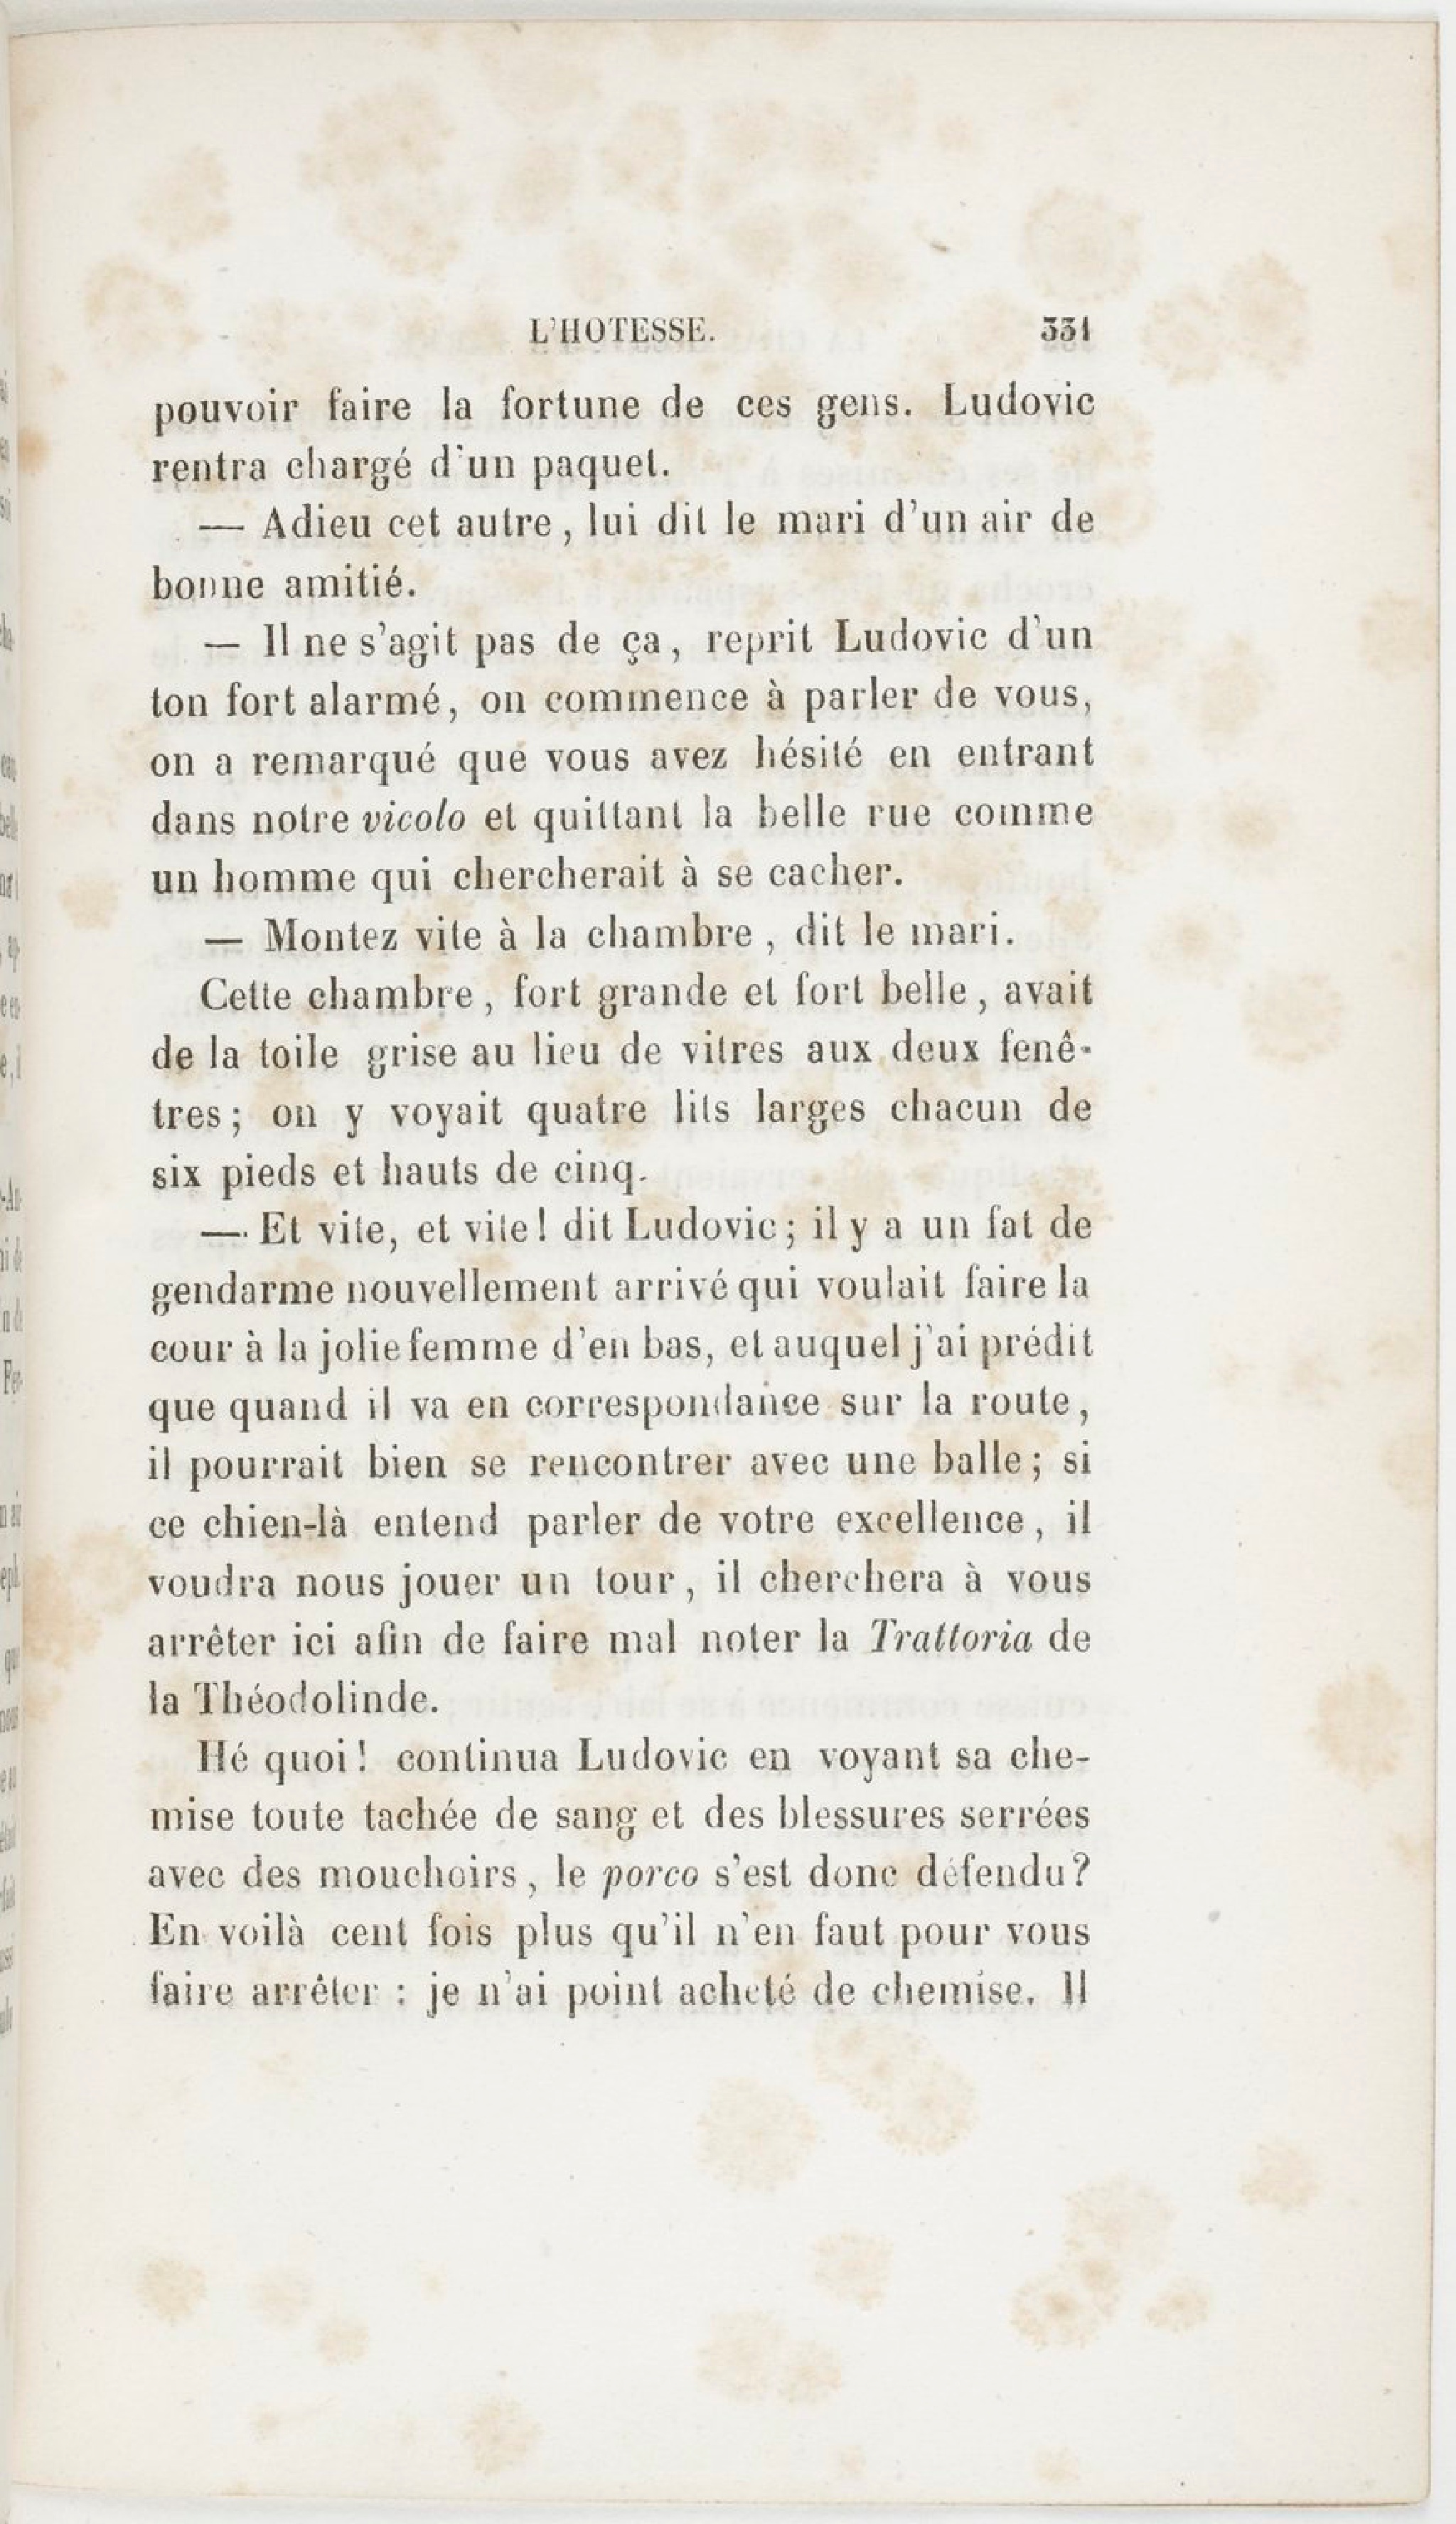 L'HOTESSE. 331
pouvoir faire la fortune de ces gens. Ludovic
rentra chargé d'un paquet.
— Adieu cet autre, lui dit le mari d'un air de
bonne amitié.
— Il ne s'agit pas de ça, reprit Ludovic d'un
ton fort alarmé, on commence à parler de vous,
on a remarqué que vous avez hésité en entrant
dans notre vicolo et quittant la belle rue comme
un homme qui chercherait à se cacher.
— Montez vite à la chambre, dit le mari.
Cette chambre, fort grande et fort belle, avait
de la toile grise au lieu de vitres aux deux fenê-
tres; on y voyait quatre lits larges chacun de
six pieds et hauts de cinq.
— Et vite, et vite! dit Ludovic; il y a un fat de
gendarme nouvellement arrivé qui voulait faire la
cour à la jolie femme d'en bas, et auquel j'ai prédit
que quand il va en correspondance sur la route,
il pourrait bien se rencontrer avec une balle; si
ce chien-là entend parler de votre excellence, il
voudra nous jouer un tour, il cherchera à vous
arrêter ici afin de faire mal noter la Trattoria de
la Théodolinde.
Hé quoi! continua Ludovic en voyant sa che-
mise toute tachée de sang et des blessures serrées
avec des mouchoirs, le porco s'est donc défendu?
En voilà cent fois plus qu'il n'en faut pour vous
faire arrêter : je n'ai point acheté de chemise. Il